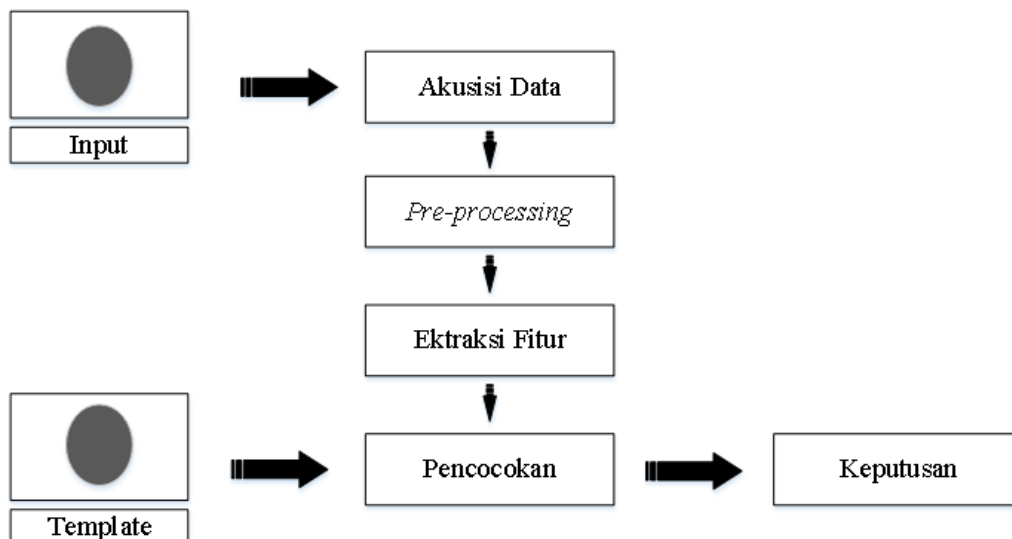 Input
Akusisi Data
Pre-processing
Ektraksi Fitur
Template
Pencocokan
Keputusan